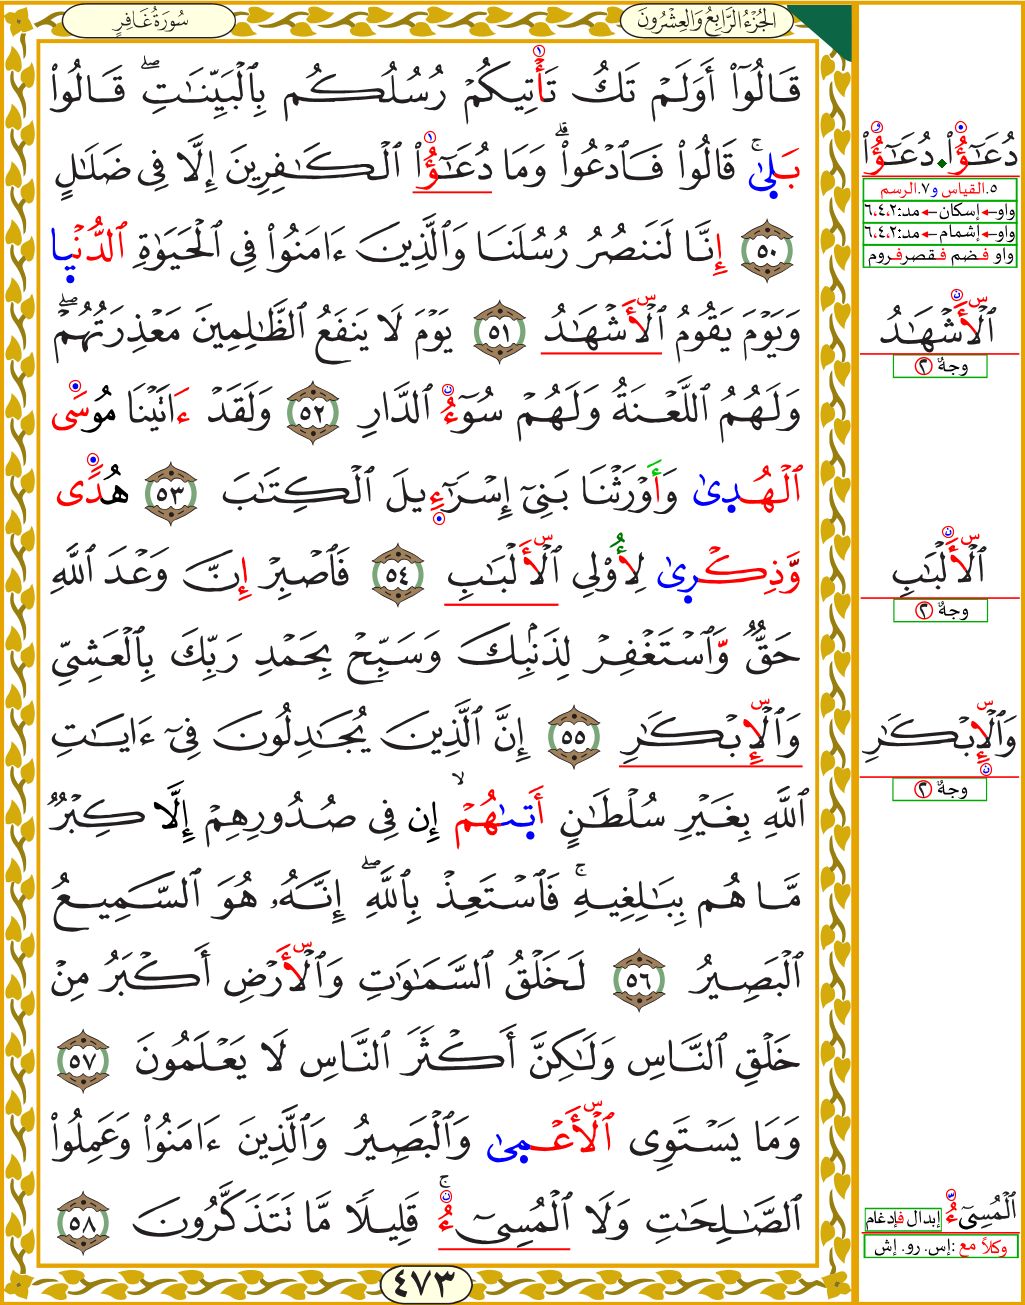 الجُزْءُ الرَّابِعُ وَالعِشْرُونَ
سُورَةُ غَافِرٍ
قَالُوٓاْ أَوَلَمۡ تَكُ تَأۡتِيكُمۡ رُسُلُكُم بِٱلۡبَيِّنَٰتِۖ قَالُواْ
بَلَىٰۚ قَالُواْ فَٱدۡعُواْۗ وَمَا دُعَٰٓؤُاْ ٱلۡكَٰفِرِينَ إِلَّا فِي ضَلَٰلٍ
٥٠ إِنَّا لَنَنصُرُ رُسُلَنَا وَٱلَّذِينَ ءَامَنُواْ فِي ٱلۡحَيَوٰةِ ٱلدُّنۡيَا
وَيَوۡمَ يَقُومُ ٱلۡأَشۡهَٰدُ ٥١ يَوۡمَ لَا يَنفَعُ ٱلظَّٰلِمِينَ مَعۡذِرَتُهُمۡۖ
وَلَهُمُ ٱللَّعۡنَةُ وَلَهُمۡ سُوٓءُ ٱلدَّارِ ٥٢ وَلَقَدۡ ءَاتَيۡنَا مُوسَى
ٱلۡهُدَىٰ وَأَوۡرَثۡنَا بَنِيٓ إِسۡرَٰٓءِيلَ ٱلۡكِتَٰبَ ٥٣ هُدٗى
وَذِكۡرَىٰ لِأُوْلِي ٱلۡأَلۡبَٰبِ ٥٤ فَٱصۡبِرۡ إِنَّ وَعۡدَ ٱللَّهِ
حَقّٞ وَٱسۡتَغۡفِرۡ لِذَنۢبِكَ وَسَبِّحۡ بِحَمۡدِ رَبِّكَ بِٱلۡعَشِيِّ
وَٱلۡإِبۡكَٰرِ ٥٥ إِنَّ ٱلَّذِينَ يُجَٰدِلُونَ فِيٓ ءَايَٰتِ
ٱللَّهِ بِغَيۡرِ سُلۡطَٰنٍ أَتَىٰهُمۡ إِن فِي صُدُورِهِمۡ إِلَّا كِبۡرٞ
مَّا هُم بِبَٰلِغِيهِۚ فَٱسۡتَعِذۡ بِٱللَّهِۖ إِنَّهُۥ هُوَ ٱلسَّمِيعُ
ٱلۡبَصِيرُ ٥٦ لَخَلۡقُ ٱلسَّمَٰوَٰتِ وَٱلۡأَرۡضِ أَكۡبَرُ مِنۡ
خَلۡقِ ٱلنَّاسِ وَلَٰكِنَّ أَكۡثَرَ ٱلنَّاسِ لَا يَعۡلَمُونَ ٥٧
وَمَا يَسۡتَوِي ٱلۡأَعۡمَىٰ وَٱلۡبَصِيرُ وَٱلَّذِينَ ءَامَنُواْ وَعَمِلُواْ
ٱلصَّٰلِحَٰتِ وَلَا ٱلۡمُسِيٓءُۚ قَلِيلٗا مَّا تَتَذَكَّرُونَ ٥٨
٤٧٣
دُعَٰٓؤُاْ • دُعَٰٓؤُاْ
٥.القياس و٧.الرسم
واو←إسكان←مد:٦،٤،٢
واو←إشمام←مد:٦،٤،٢
واو فضم فقصرفروم
ٱلۡأَشۡهَٰدُ
وجهٌ ٢
ٱلۡأَلۡبَٰبِ
وجهٌ ٢
وَٱلۡإِبۡكَٰرِ
وجهٌ ٢
ٱلۡمُسِيٓءُ
إبدال فإدغام
وكلاً مع :إس. رو. إش